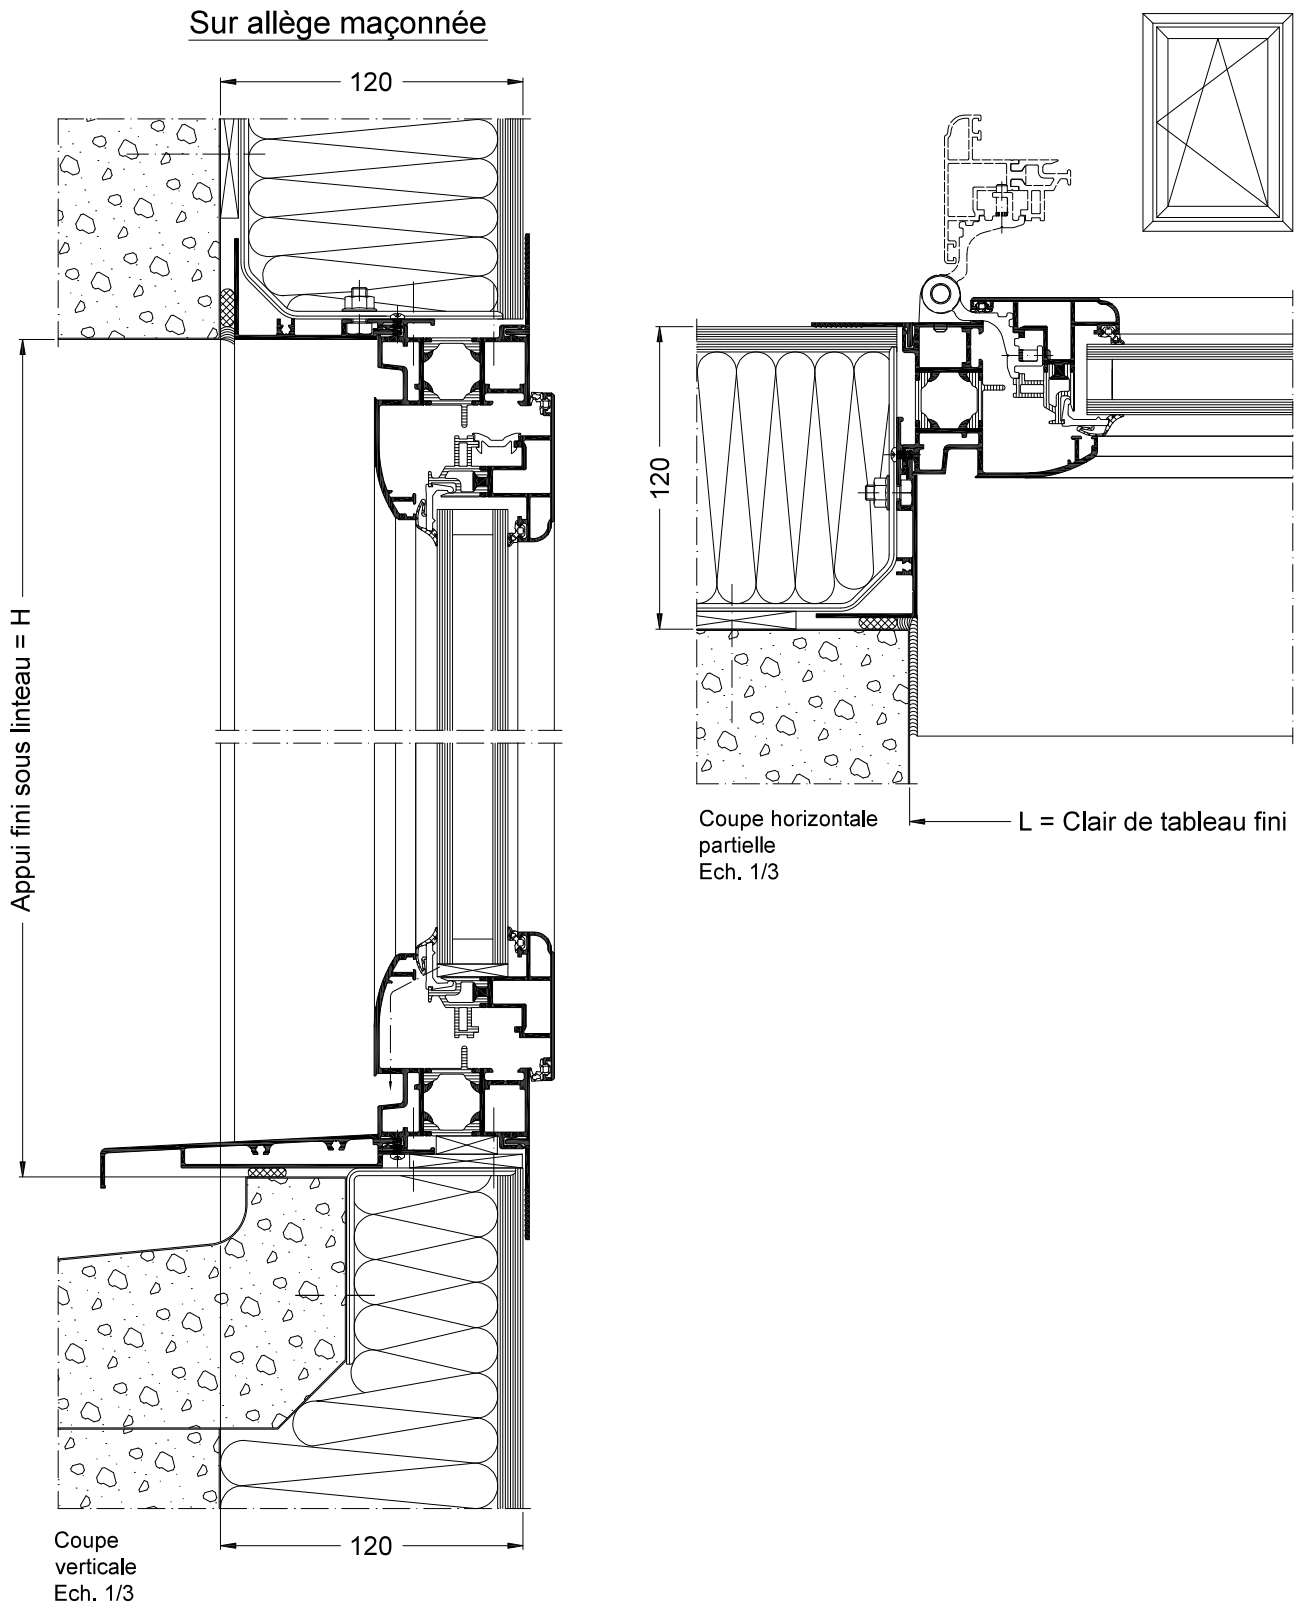 Sur allège maçonnée
120
Appui fini sous linteau = H
120
Coupe
verticale
Ech. 1/3
120
Coupe horizontale
partielle
Ech. 1/3
L = Clair de tableau fini